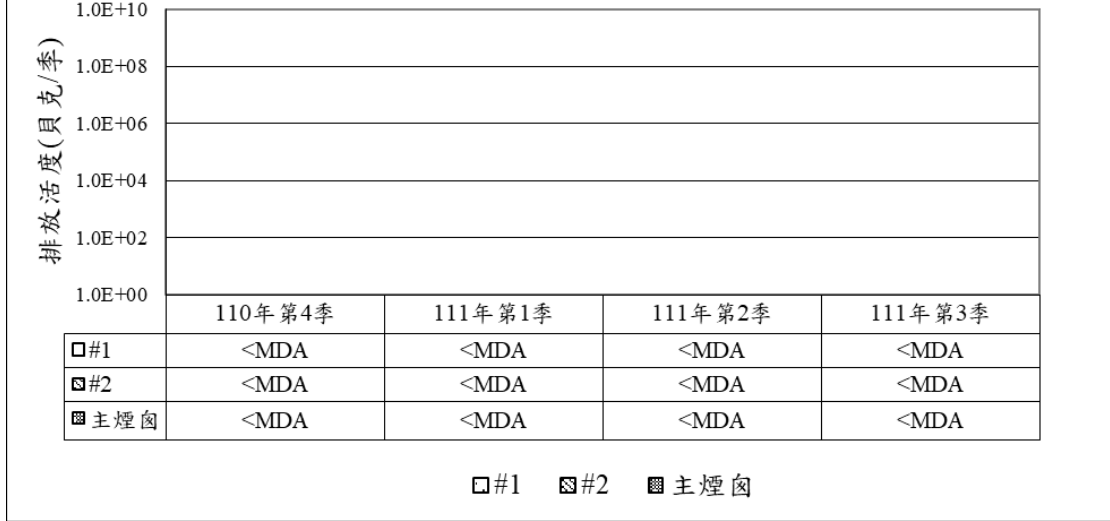 1.0E+10
1.0E+08
1.0E+06
1.0E+04
1.0E+02
1.0E+00
排放活度(貝克/季)
110年第4季 111年第1季 111年第2季 111年第3季
#1 <MDA <MDA <MDA <MDA
#2 <MDA <MDA <MDA <MDA
主煙囪 <MDA <MDA <MDA <MDA
#1 #2 主煙囪